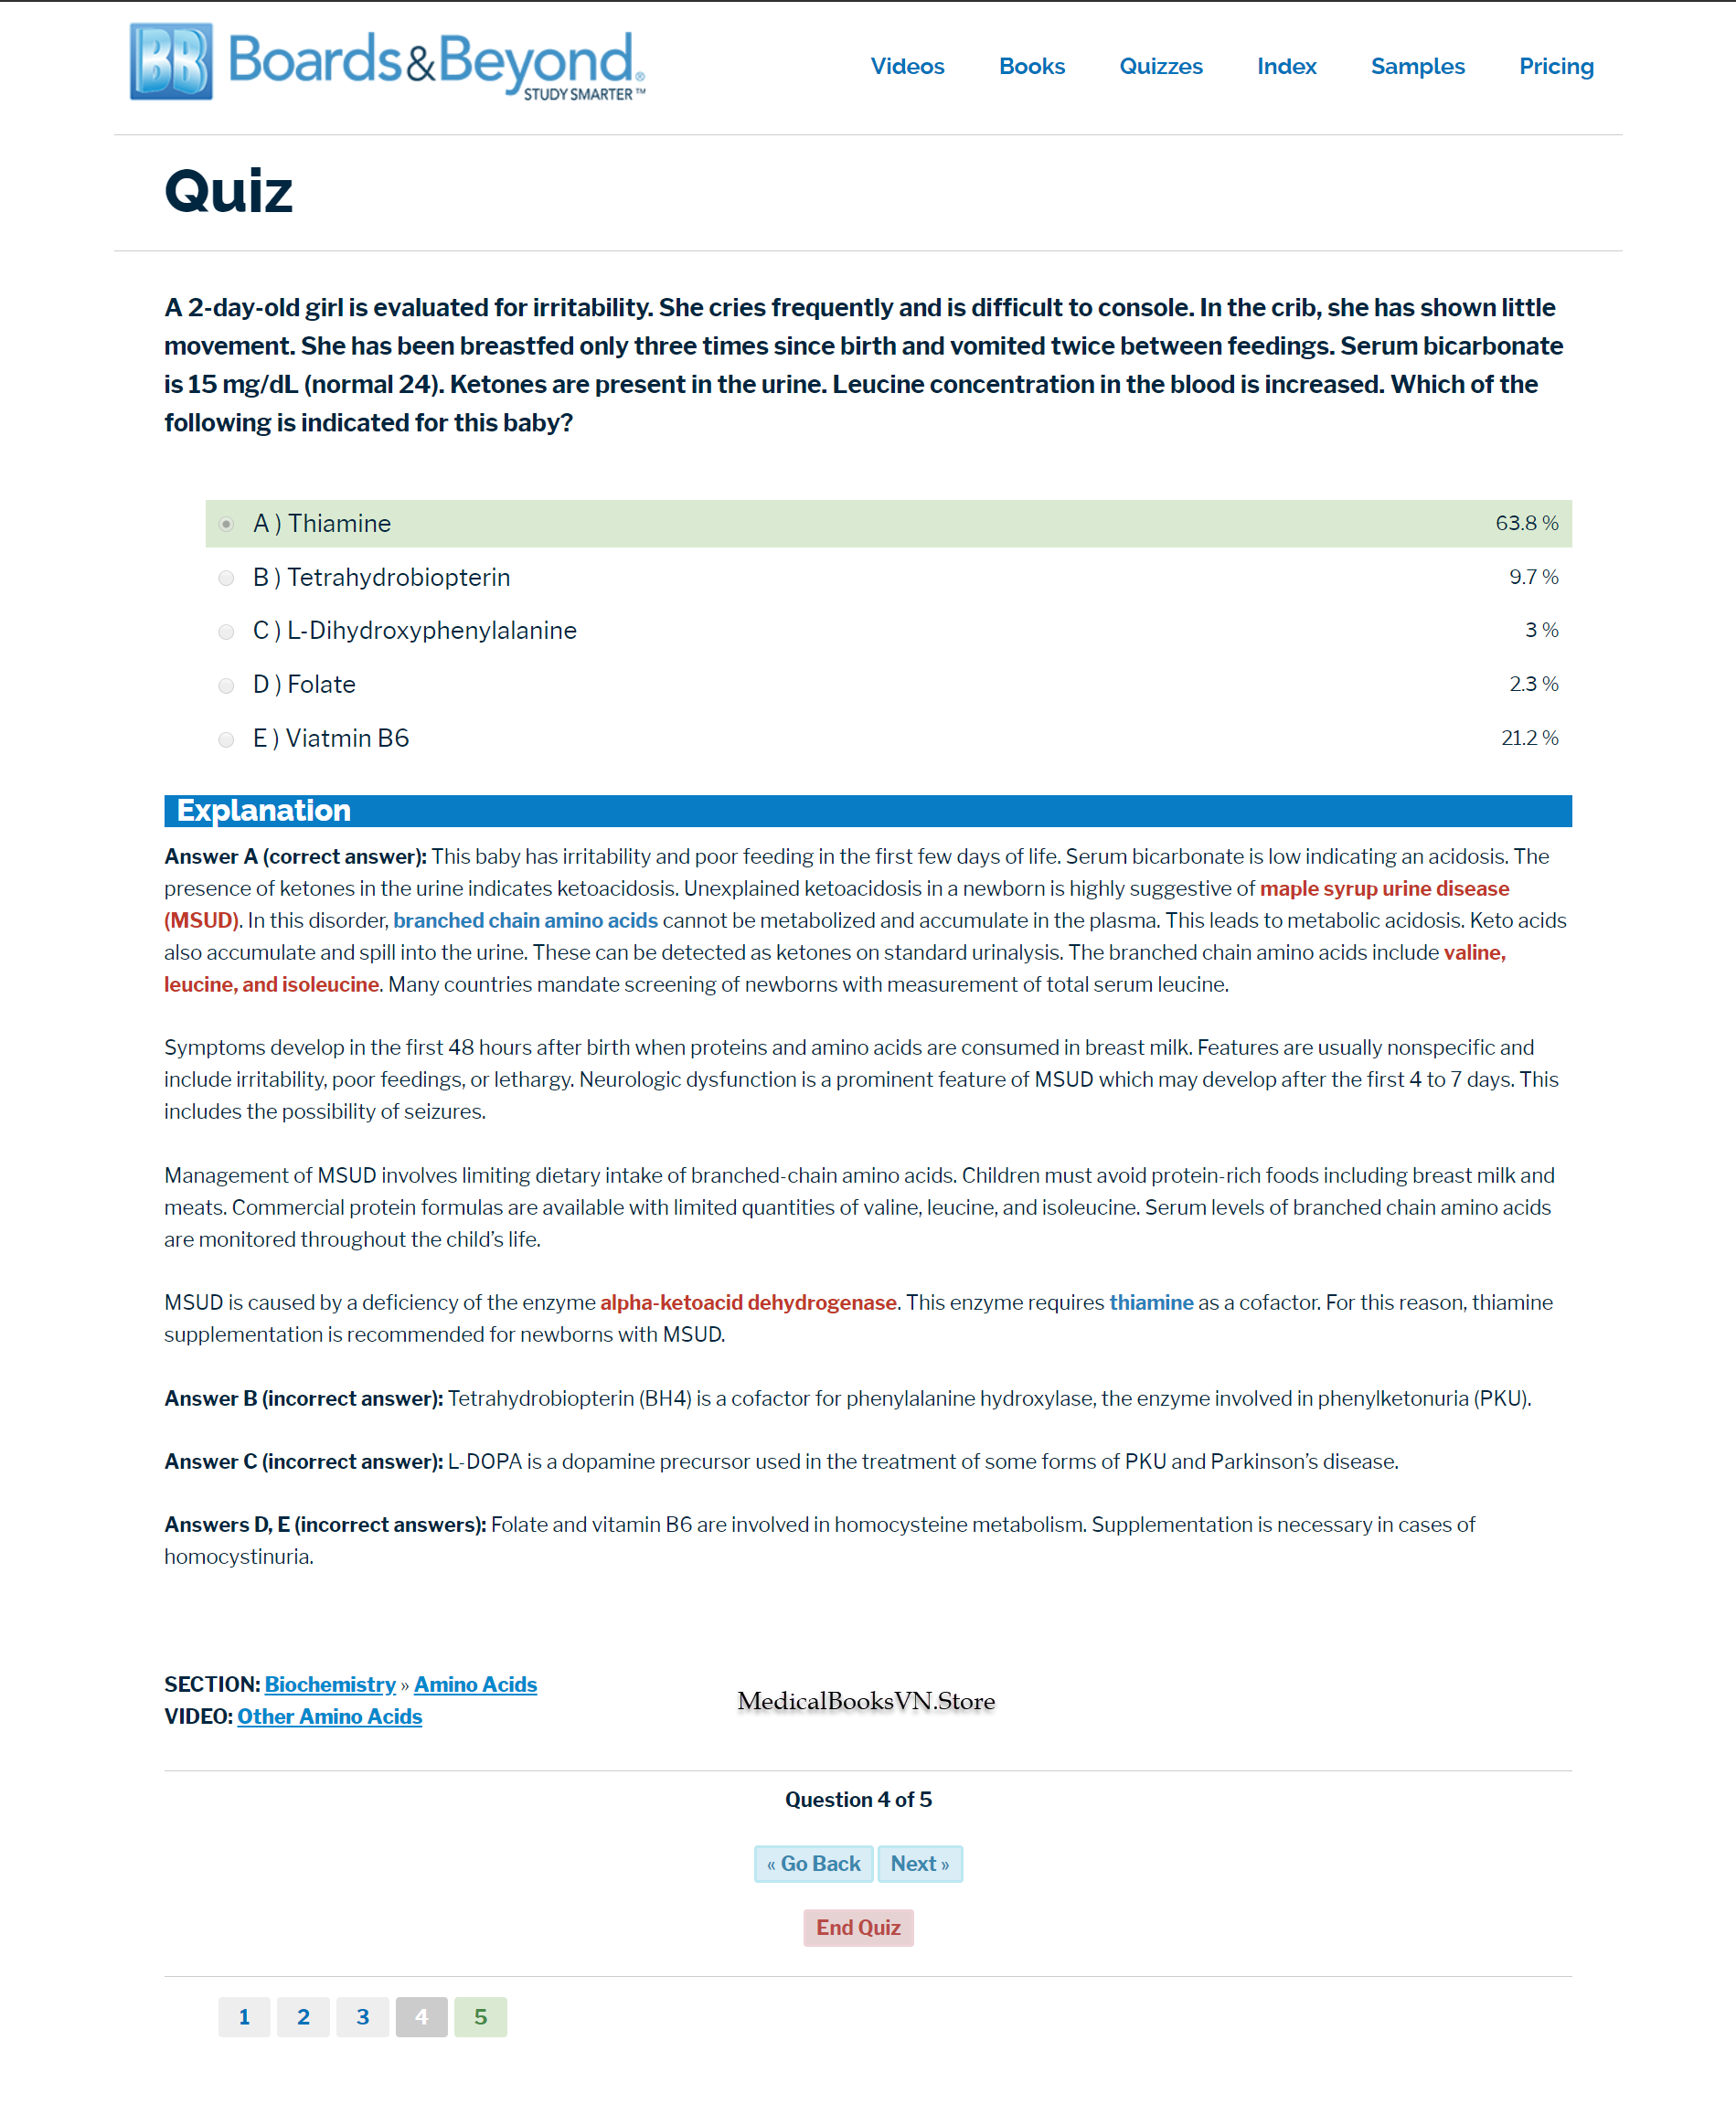 BB Boards&Beyond®
STUDY SMARTER™
Videos Books Quizzes Index Samples Pricing
Quiz
A 2-day-old girl is evaluated for irritability. She cries frequently and is difficult to console. In the crib, she has shown little
movement. She has been breastfed only three times since birth and vomited twice between feedings. Serum bicarbonate
is 15 mg/dL (normal 24). Ketones are present in the urine. Leucine concentration in the blood is increased. Which of the
following is indicated for this baby?
A ) Thiamine 63.8 %
B ) Tetrahydrobiopterin 9.7 %
C ) L-Dihydroxyphenylalanine 3 %
D ) Folate 2.3 %
E ) Viatmin B6 21.2 %
Explanation
Answer A (correct answer): This baby has irritability and poor feeding in the first few days of life. Serum bicarbonate is low indicating an acidosis. The
presence of ketones in the urine indicates ketoacidosis. Unexplained ketoacidosis in a newborn is highly suggestive of maple syrup urine disease
(MSUD). In this disorder, branched chain amino acids cannot be metabolized and accumulate in the plasma. This leads to metabolic acidosis. Keto acids
also accumulate and spill into the urine. These can be detected as ketones on standard urinalysis. The branched chain amino acids include valine,
leucine, and isoleucine. Many countries mandate screening of newborns with measurement of total serum leucine.
Symptoms develop in the first 48 hours after birth when proteins and amino acids are consumed in breast milk. Features are usually nonspecific and
include irritability, poor feedings, or lethargy. Neurologic dysfunction is a prominent feature of MSUD which may develop after the first 4 to 7 days. This
includes the possibility of seizures.
Management of MSUD involves limiting dietary intake of branched-chain amino acids. Children must avoid protein-rich foods including breast milk and
meats. Commercial protein formulas are available with limited quantities of valine, leucine, and isoleucine. Serum levels of branched chain amino acids
are monitored throughout the child’s life.
MSUD is caused by a deficiency of the enzyme alpha-ketoacid dehydrogenase. This enzyme requires thiamine as a cofactor. For this reason, thiamine
supplementation is recommended for newborns with MSUD.
Answer B (incorrect answer): Tetrahydrobiopterin (BH4) is a cofactor for phenylalanine hydroxylase, the enzyme involved in phenylketonuria (PKU).
Answer C (incorrect answer): L-DOPA is a dopamine precursor used in the treatment of some forms of PKU and Parkinson’s disease.
Answers D, E (incorrect answers): Folate and vitamin B6 are involved in homocysteine metabolism. Supplementation is necessary in cases of
homocystinuria.
SECTION: Biochemistry » Amino Acids
VIDEO: Other Amino Acids
MedicalBooksVN.Store
Question 4 of 5
« Go Back Next »
End Quiz
1 2 3 4 5